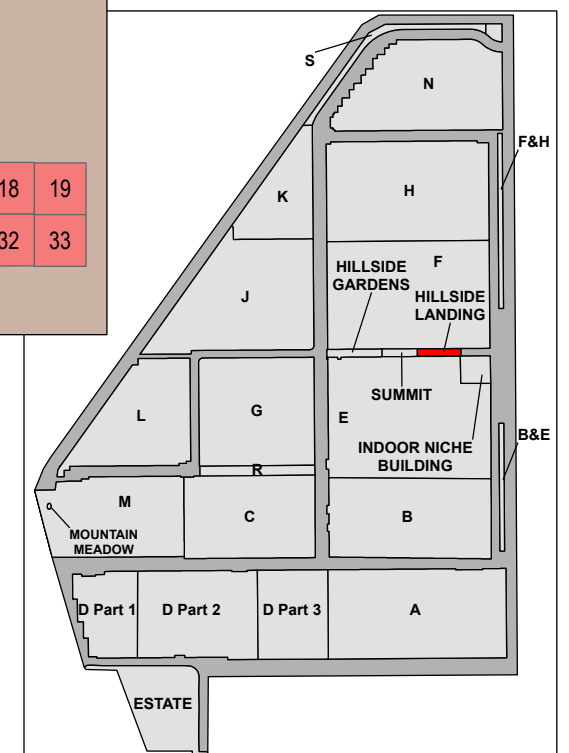 18 19
32 33
S
N
F&H
K
H
F
HILLSIDE
GARDENS
HILLSIDE
LANDING
J
SUMMIT
L
G
E
INDOOR NICHE
BUILDING
B&E
R
M
C
B
MOUNTAIN
MEADOW
D Part 1
D Part 2
D Part 3
A
ESTATE